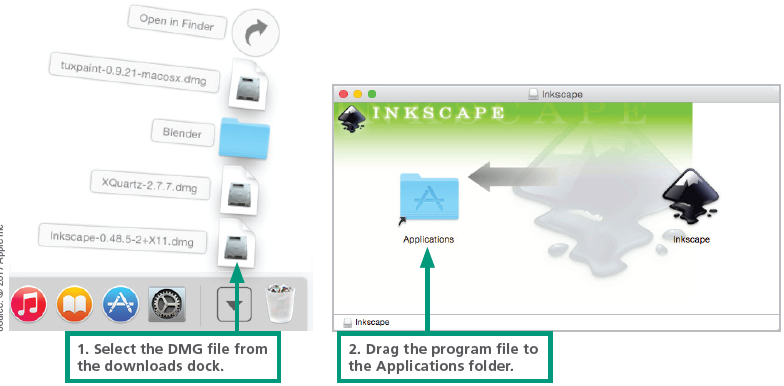 Open in Finder
tuxpaint-0.9.21-macosx.dmg
Blender
XQuartz-2.7.7.dmg
Inkscape-0.48.5-2+X11.dmg
1. Select the DMG file from
the downloads dock.
Inkscape
INKSCAPE
Applications
Inkscape
Inkscape
2. Drag the program file to
the Applications folder.